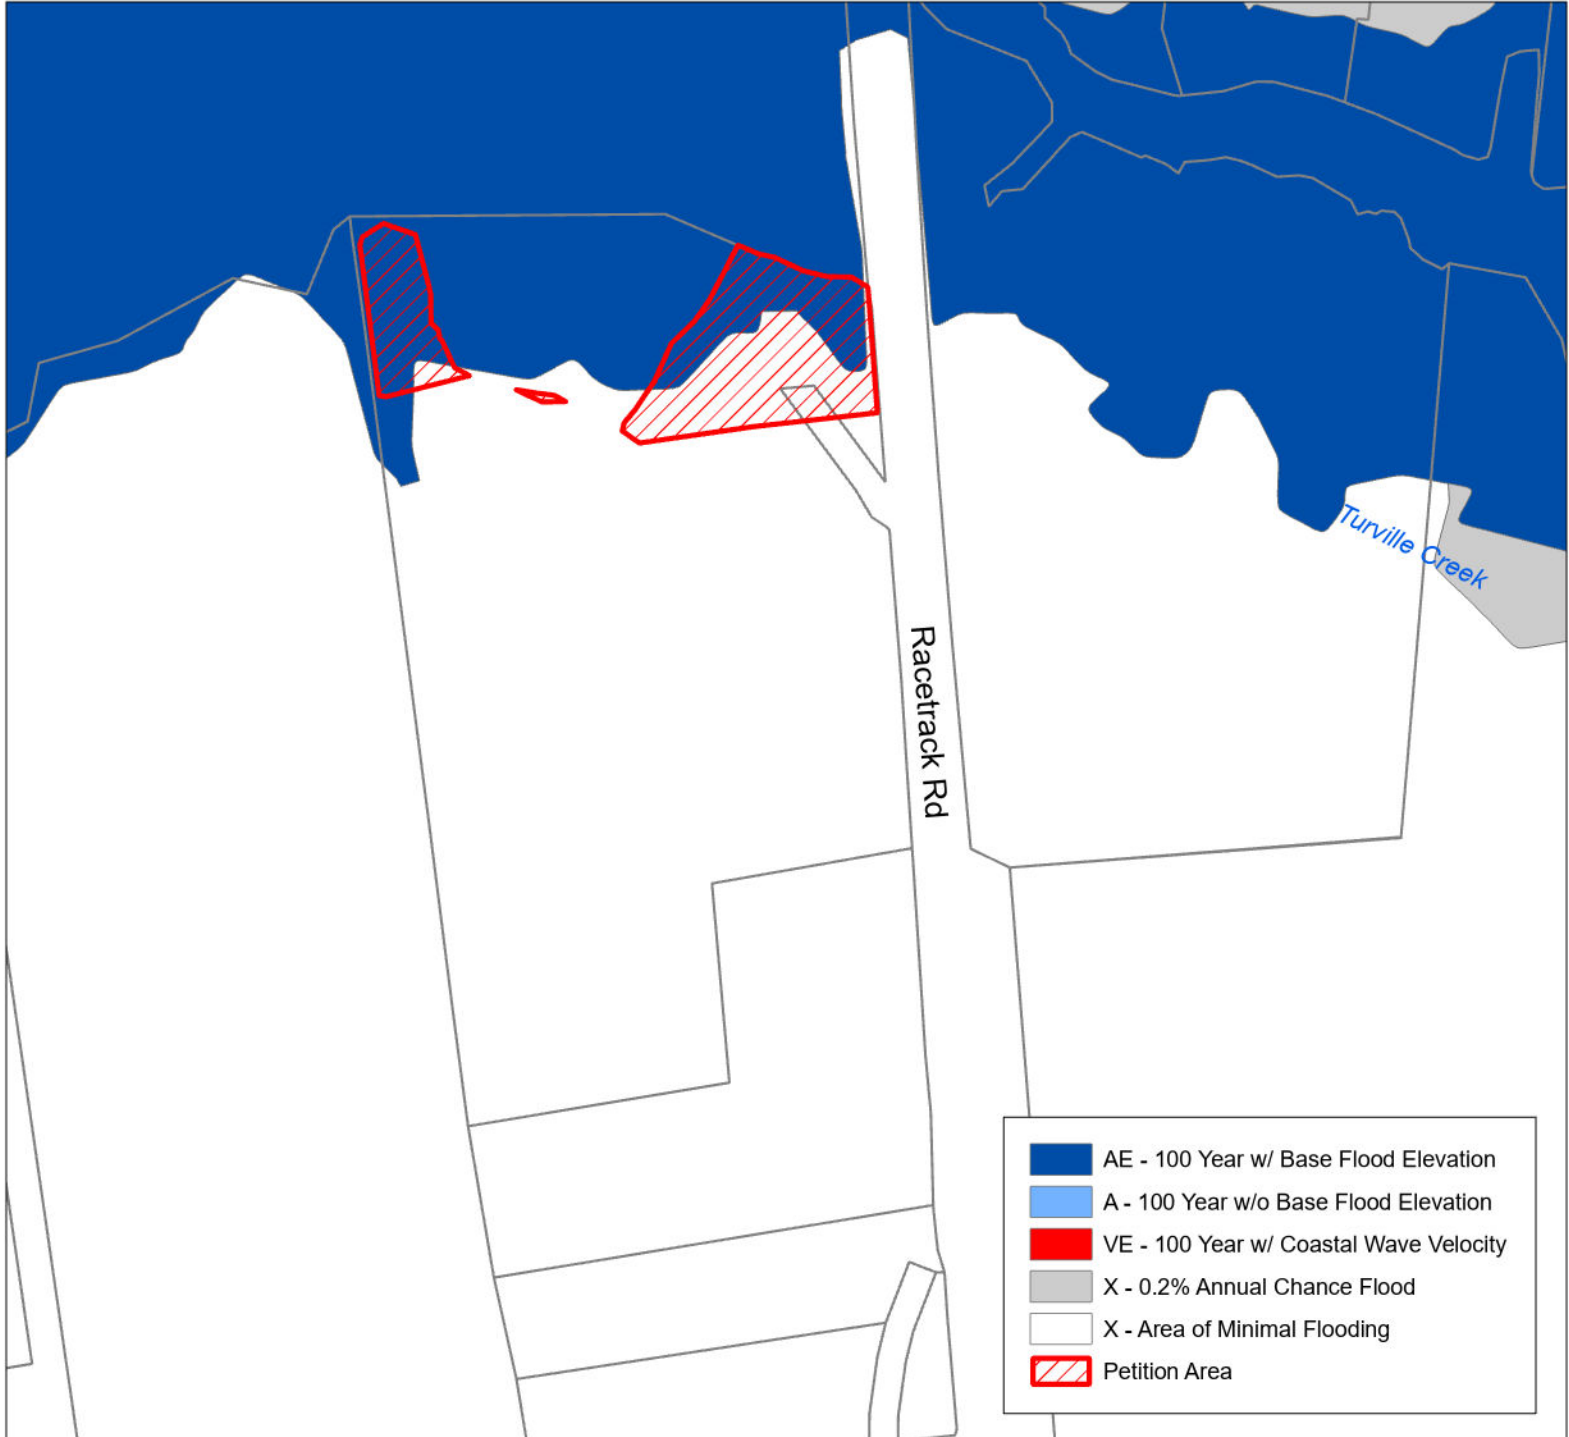 Turville Creek
Racetrack Rd
AE - 100 Year w/ Base Flood Elevation
A - 100 Year w/o Base Flood Elevation
VE - 100 Year w/ Coastal Wave Velocity
X - 0.2% Annual Chance Flood
X - Area of Minimal Flooding
Petition Area